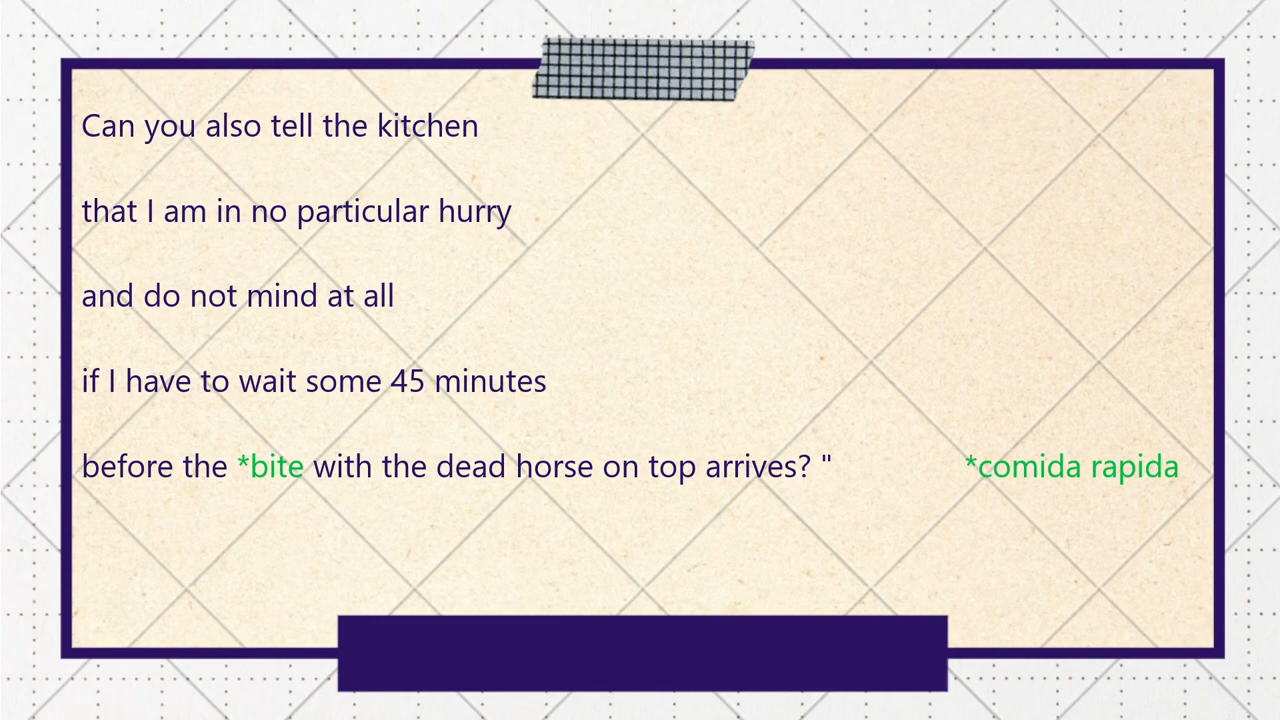 Can you also tell the kitchen
that I am in no particular hurry
and do not mind at all
if I have to wait some 45 minutes
before the *bite with the dead horse on top arrives? " *comida rapida